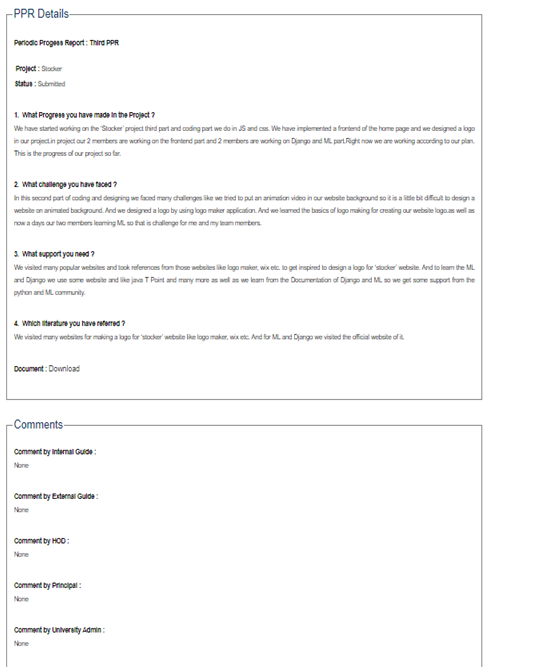 PPR Details
Periodic Progess Report : Third PPR
Project : Stocker
Status : Submitted
1. What Progress you have made in the Project ?
We have started working on the 'Stocker' project third part and coding part we do in JS and css. We have implemented a frontend of the home page and we designed a logo
in our project.in project our 2 members are working on the frontend part and 2 members are working on Django and ML part.Right now we are working according to our plan.
This is the progress of our project so far.
2. What challenge you have faced ?
In this second part of coding and designing we faced many challenges like we tried to put an animation video in our website background so it is a little bit difficult to design a
website on animated background. And we designed a logo by using logo maker application. And we learned the basics of logo making for creating our website logo.as well as
now a days our two members learning ML so that is challenge for me and my team members.
3. What support you need ?
We visited many popular websites and took references from those websites like logo maker, wix etc. to get inspired to design a logo for 'stocker' website. And to learn the ML
and Django we use some website and like java T Point and many more as well as we learn from the Documentation of Django and ML so we get some support from the
python and ML community.
4. Which literature you have referred ?
We visited many websites for making a logo for 'stocker' website like logo maker, wix etc. And for ML and Django we visited the official website of it.
Document : Download
Comments
Comment by Internal Guide :
None
Comment by External Guide :
None
Comment by HOD :
None
Comment by Principal :
None
Comment by University Admin :
None